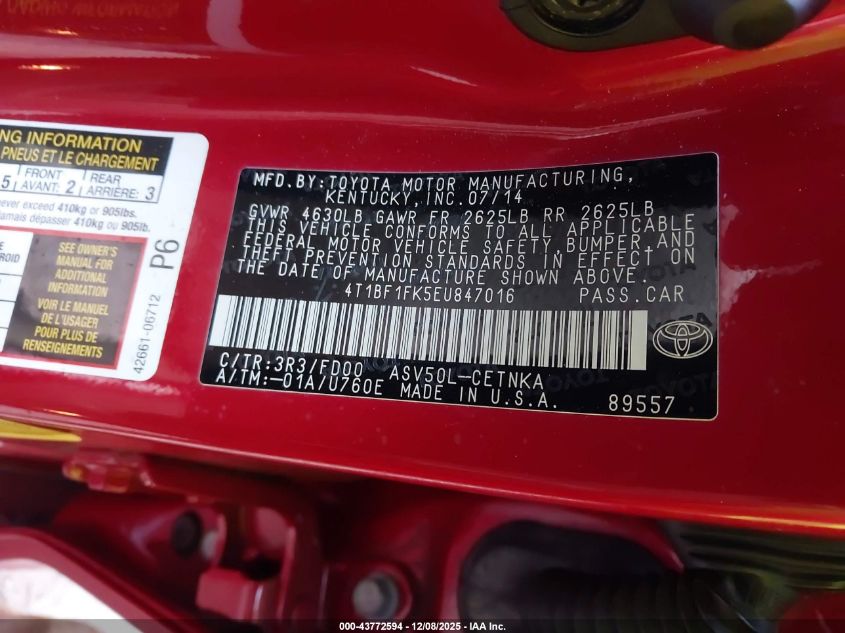 NG INFORMATION
PNEUS ET LE CHARGEMENT
5 FRONT AVANT: 2 REAR ARRIÈRE: 3
never exceed 410kg or 905lbs.
jamais dépasser 410 kg ou 905lb.
SEE OWNER'S
MANUAL FOR
ADDITIONAL
INFORMATION
VOIR LE MANUEL
DE L'USAGER
POUR PLUS DE
RENSEIGNEMENTS
P6
42661-06712
MFD.BY:TOYOTA MOTOR MANUFACTURING,
KENTUCKY, INC.07/14
GVWR 4630LB GAWR FR 2625LB RR 2625LB
THIS VEHICLE CONFORMS TO ALL APPLICABLE
FEDERAL MOTOR VEHICLE SAFETY, BUMPER, AND
THEFT PREVENTION STANDARDS IN EFFECT ON
THE DATE OF MANUFACTURE SHOWN ABOVE.
4T1BF1FK5EU847016 PASS.CAR
C/TR:3R3/FD00 ASV50L-CETNKA
A/TM:-01A/U760E MADE IN U.S.A. 89557
000-43772594 - 12/08/2025 - IAA Inc.